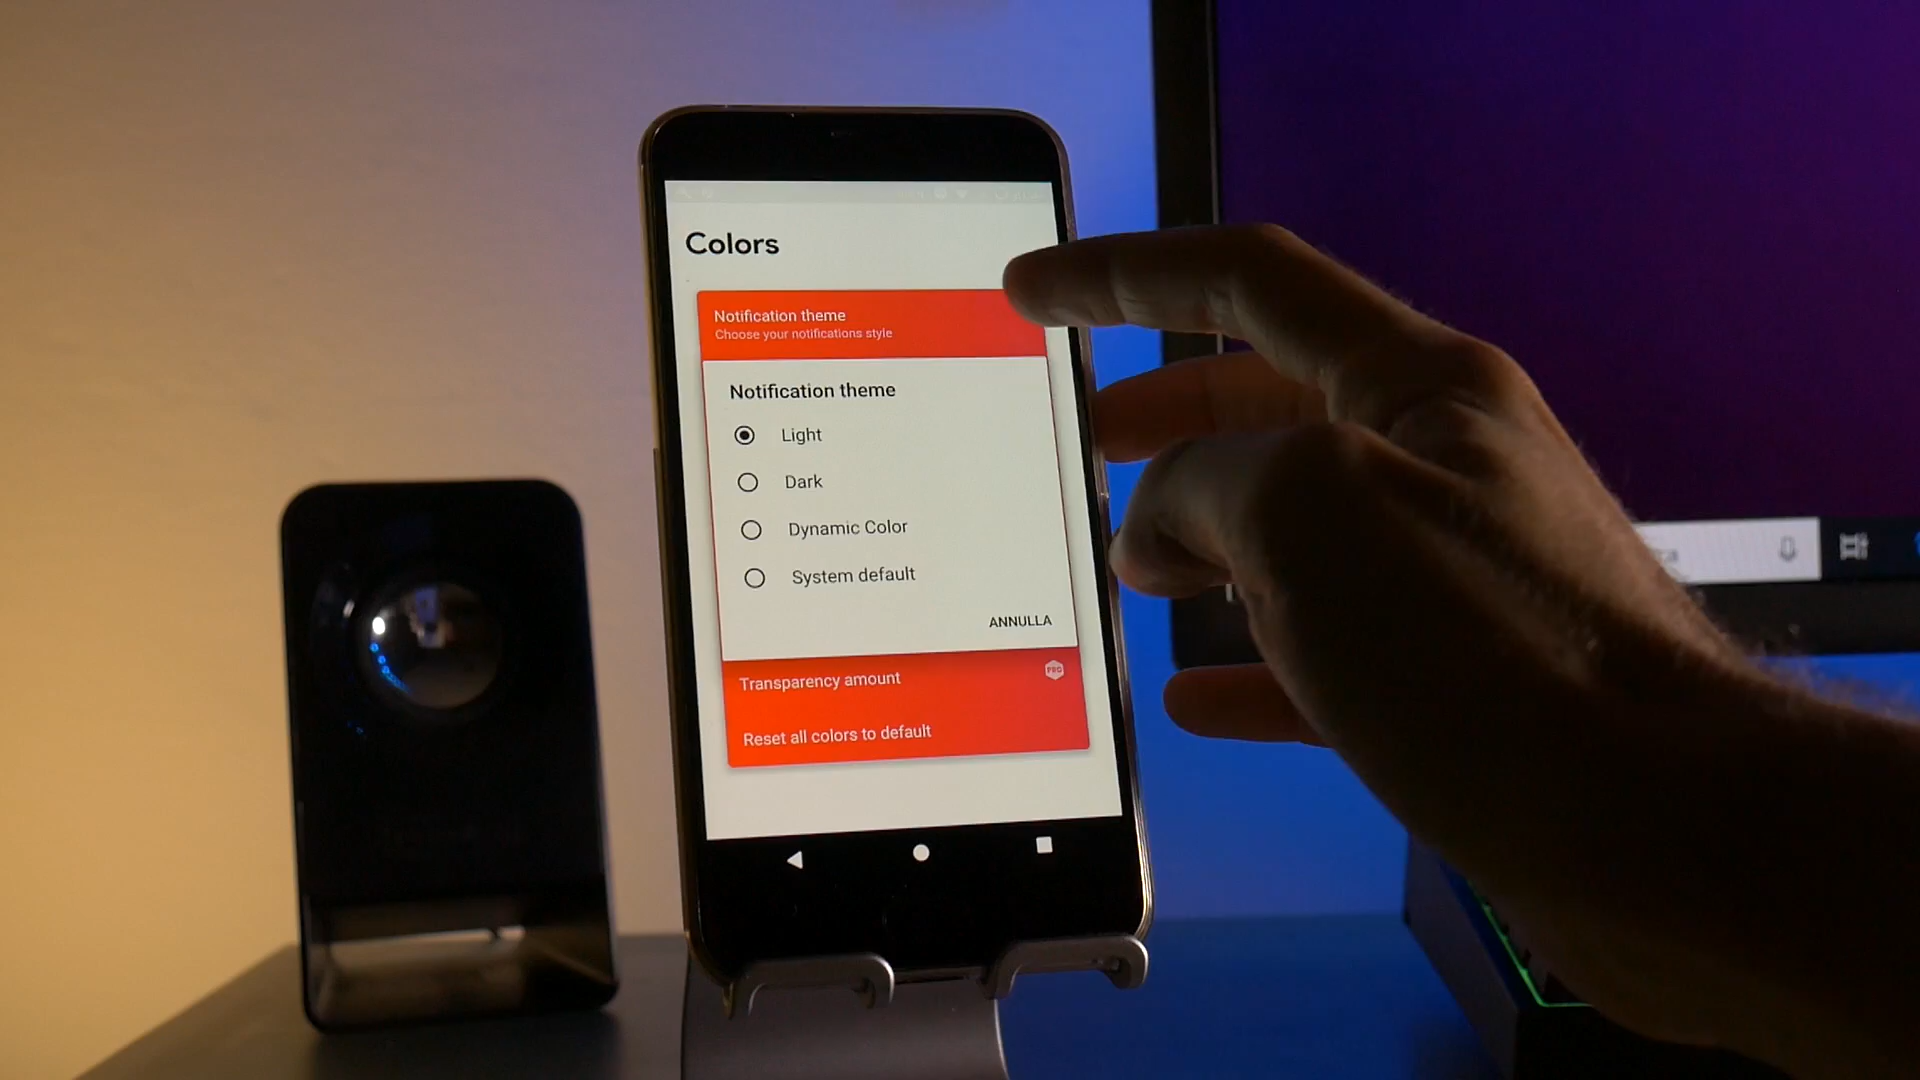 Colors
Notification theme
Choose your notifications style
Notification theme
Light
Dark
Dynamic Color
System default
ANNULLA
Transparency amount
PRO
Reset all colors to default